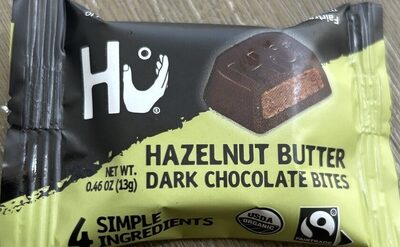 HU
HAZELNUT BUTTER
DARK CHOCOLATE BITES
NET WT.
0.46 OZ (13g)
4 SIMPLE
INGREDIENTS
USDA
ORGANIC
FAIRTRADE